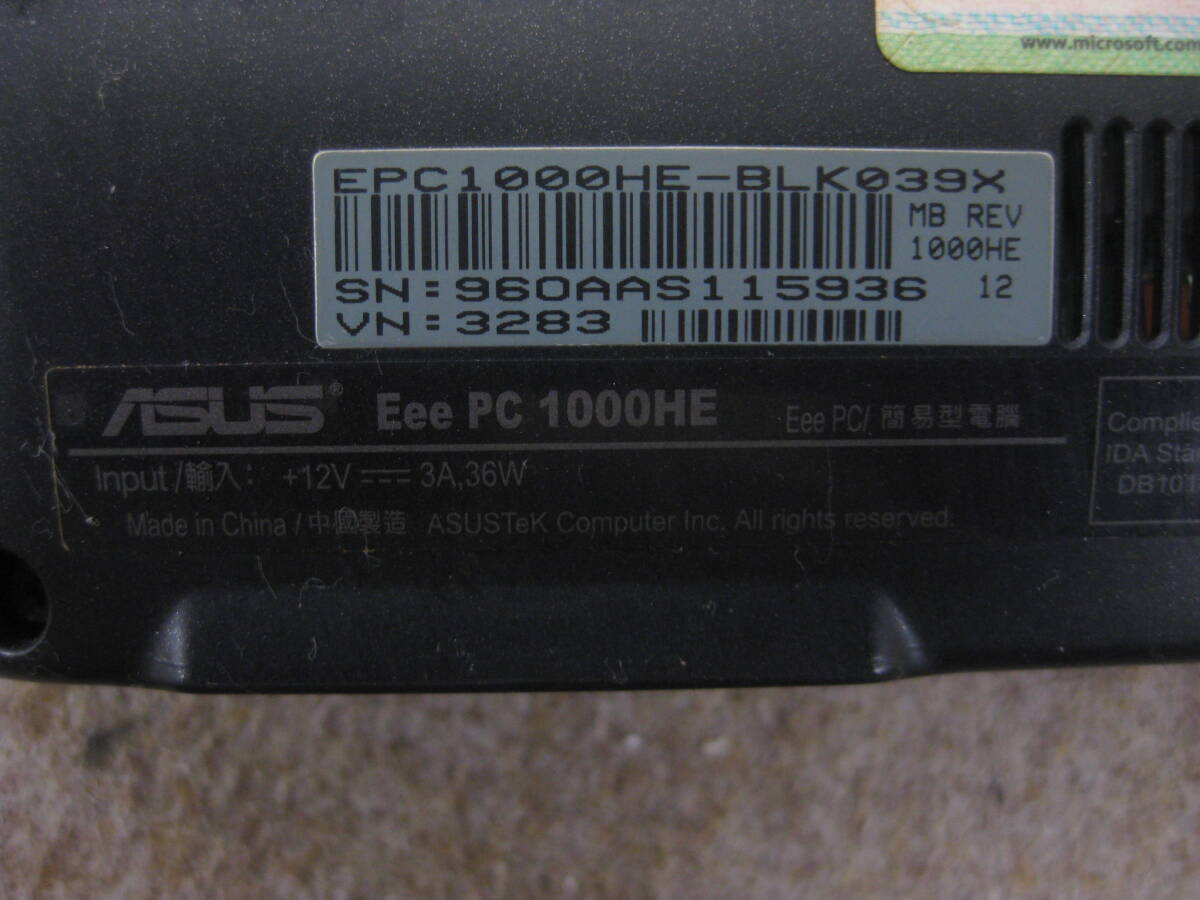 www.microsoft.com
EPC1000HE-BLK039X
MB REV
1000HE
SN:960AAS115936
12
VN:3283
ASUS® Eee PC 1000HE Eee PC/ 簡易型電腦
Input/輸入: +12V ⎓ 3A,36W
Made in China / 中國製造 ASUSTeK Computer Inc. All rights reserved.
Complie
IDA Sta
DB101